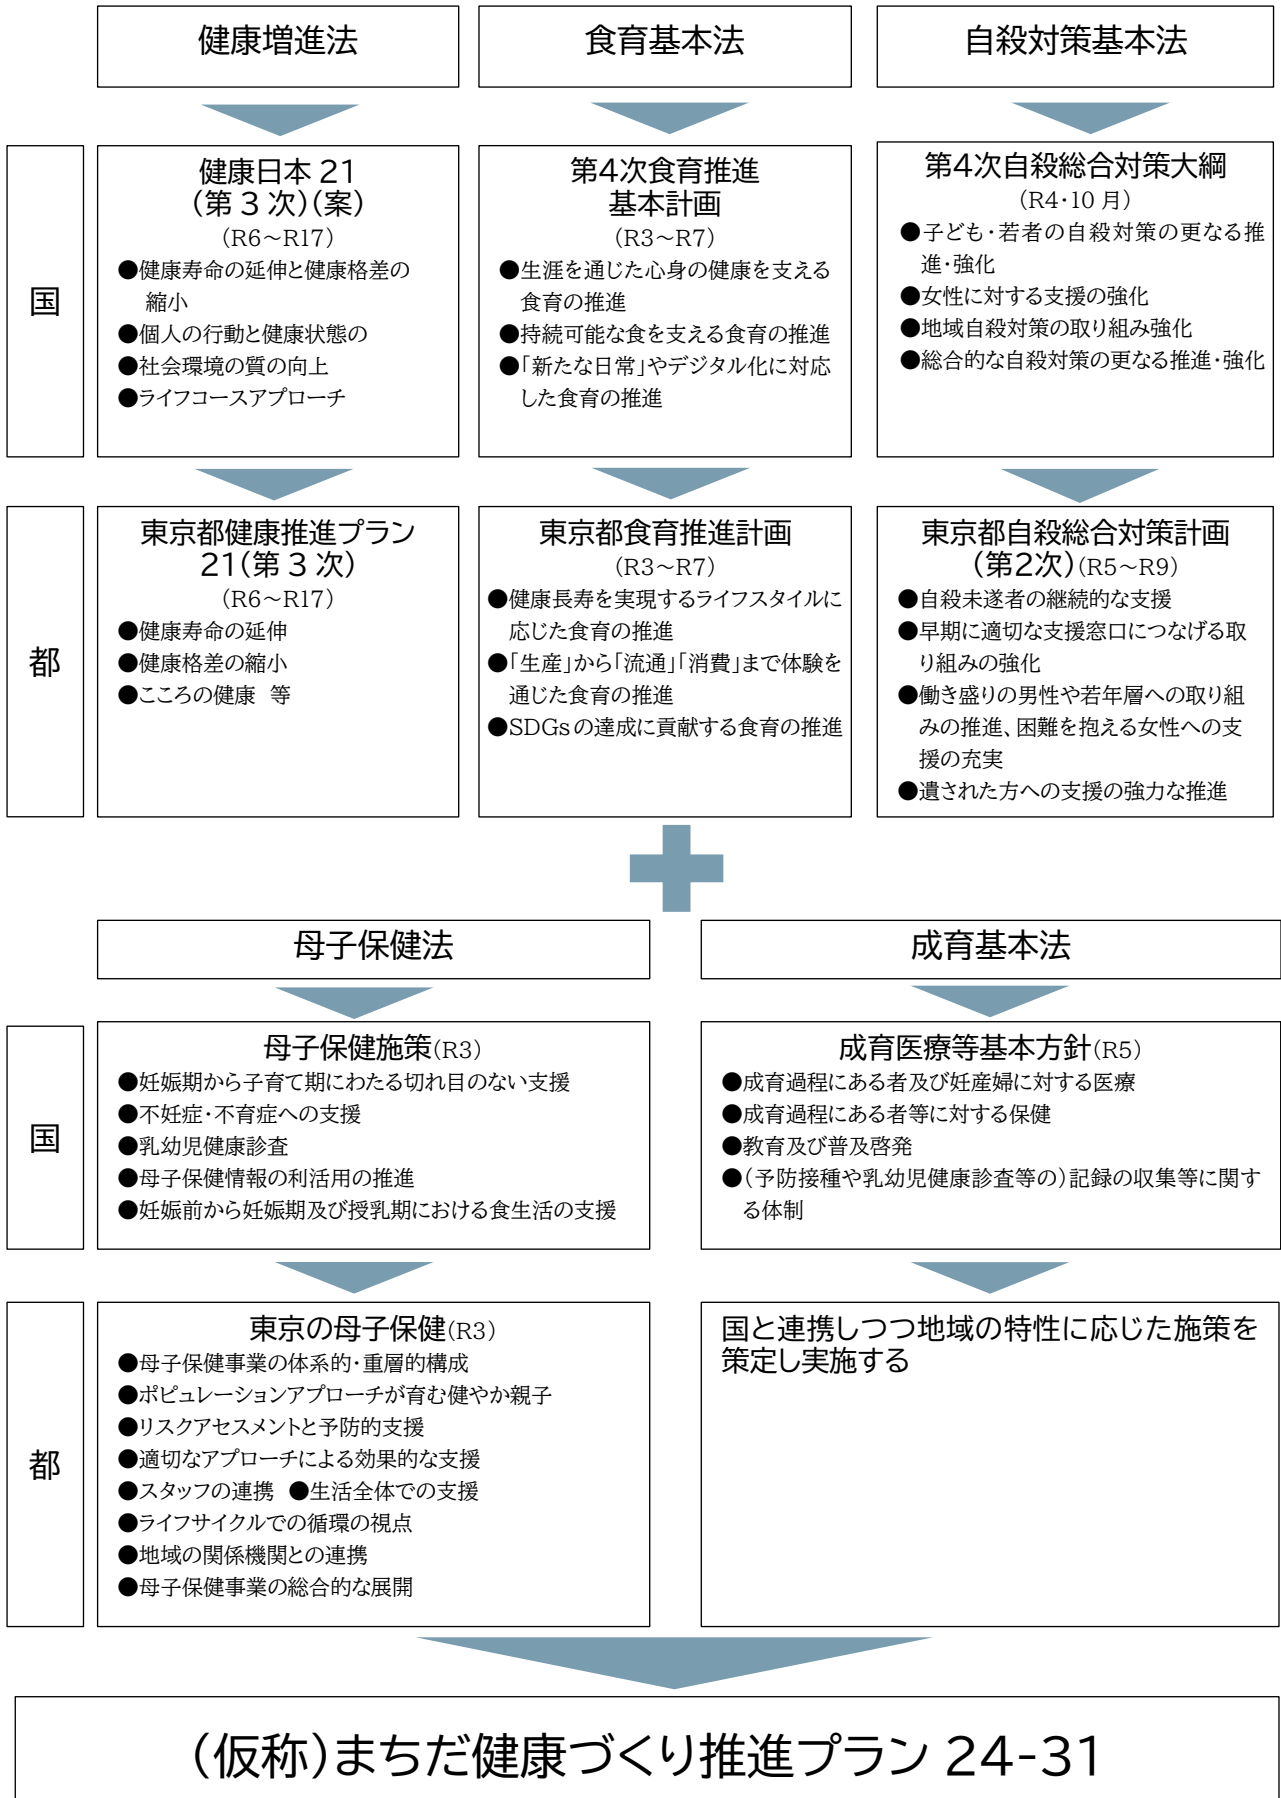 健康増進法
食育基本法
自殺対策基本法
国
健康日本 21
(第 3 次)(案)
(R6~R17)
●健康寿命の延伸と健康格差の
縮小
●個人の行動と健康状態の
●社会環境の質の向上
●ライフコースアプローチ
第4次食育推進
基本計画
(R3~R7)
●生涯を通じた心身の健康を支える
食育の推進
●持続可能な食を支える食育の推進
●「新たな日常」やデジタル化に対応
した食育の推進
第4次自殺総合対策大綱
(R4・10 月)
●子ども・若者の自殺対策の更なる推
進・強化
●女性に対する支援の強化
●地域自殺対策の取り組み強化
●総合的な自殺対策の更なる推進・強化
都
東京都健康推進プラン
21(第 3 次)
(R6~R17)
●健康寿命の延伸
●健康格差の縮小
●こころの健康 等
東京都食育推進計画
(R3~R7)
●健康長寿を実現するライフスタイルに
応じた食育の推進
●「生産」から「流通」「消費」まで体験を
通じた食育の推進
●SDGsの達成に貢献する食育の推進
東京都自殺総合対策計画
(第2次)(R5~R9)
●自殺未遂者の継続的な支援
●早期に適切な支援窓口につなげる取
り組みの強化
●働き盛りの男性や若年層への取り組
みの推進、困難を抱える女性への支
援の充実
●遺された方への支援の強力な推進
母子保健法
成育基本法
国
母子保健施策(R3)
●妊娠期から子育て期にわたる切れ目のない支援
●不妊症・不育症への支援
●乳幼児健康診査
●母子保健情報の利活用の推進
●妊娠前から妊娠期及び授乳期における食生活の支援
成育医療等基本方針(R5)
●成育過程にある者及び妊産婦に対する医療
●成育過程にある者等に対する保健
●教育及び普及啓発
●(予防接種や乳幼児健康診査等の)記録の収集等に関す
る体制
都
東京の母子保健(R3)
●母子保健事業の体系的・重層的構成
●ポピュレーションアプローチが育む健やか親子
●リスクアセスメントと予防的支援
●適切なアプローチによる効果的な支援
●スタッフの連携 ●生活全体での支援
●ライフサイクルでの循環の視点
●地域の関係機関との連携
●母子保健事業の総合的な展開
国と連携しつつ地域の特性に応じた施策を
策定し実施する
(仮称)まちだ健康づくり推進プラン 24-31